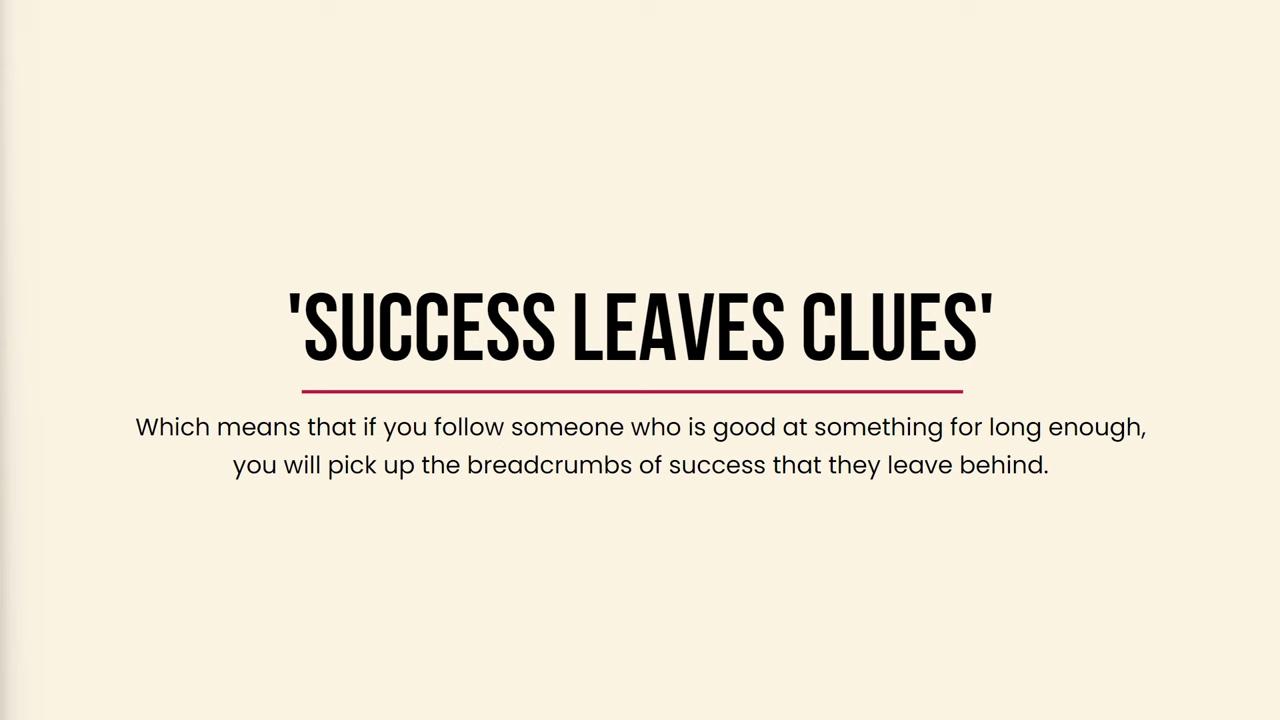 'SUCCESS LEAVES CLUES'
Which means that if you follow someone who is good at something for long enough,
you will pick up the breadcrumbs of success that they leave behind.